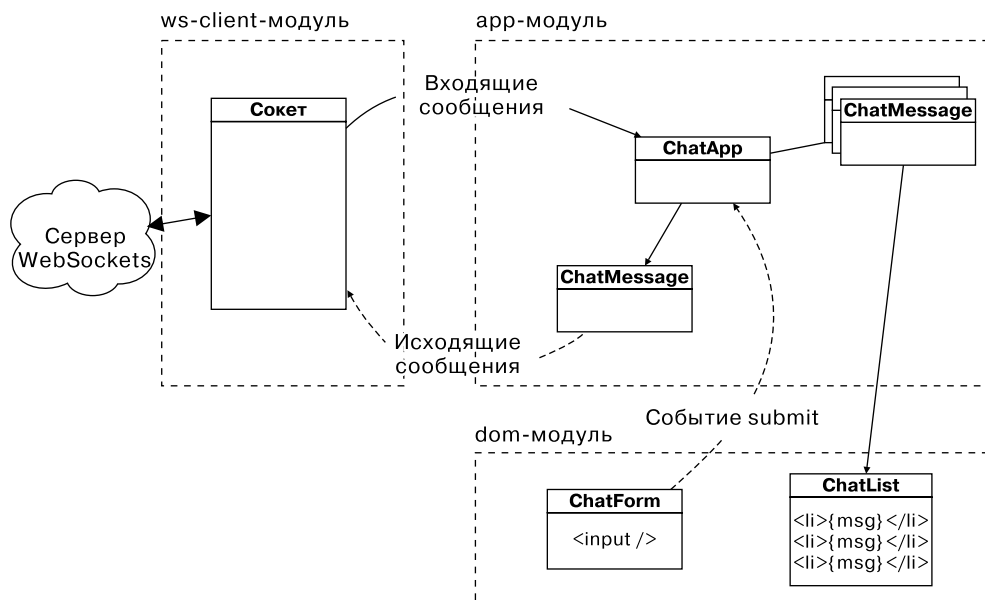 ws-client-модуль
app-модуль
Сокет
Входящие
сообщения
ChatMessage
ChatApp
Сервер
WebSockets
ChatMessage
Исходящие
сообщения
Событие submit
dom-модуль
ChatForm
<input />
ChatList
<li>{msg}</li>
<li>{msg}</li>
<li>{msg}</li>